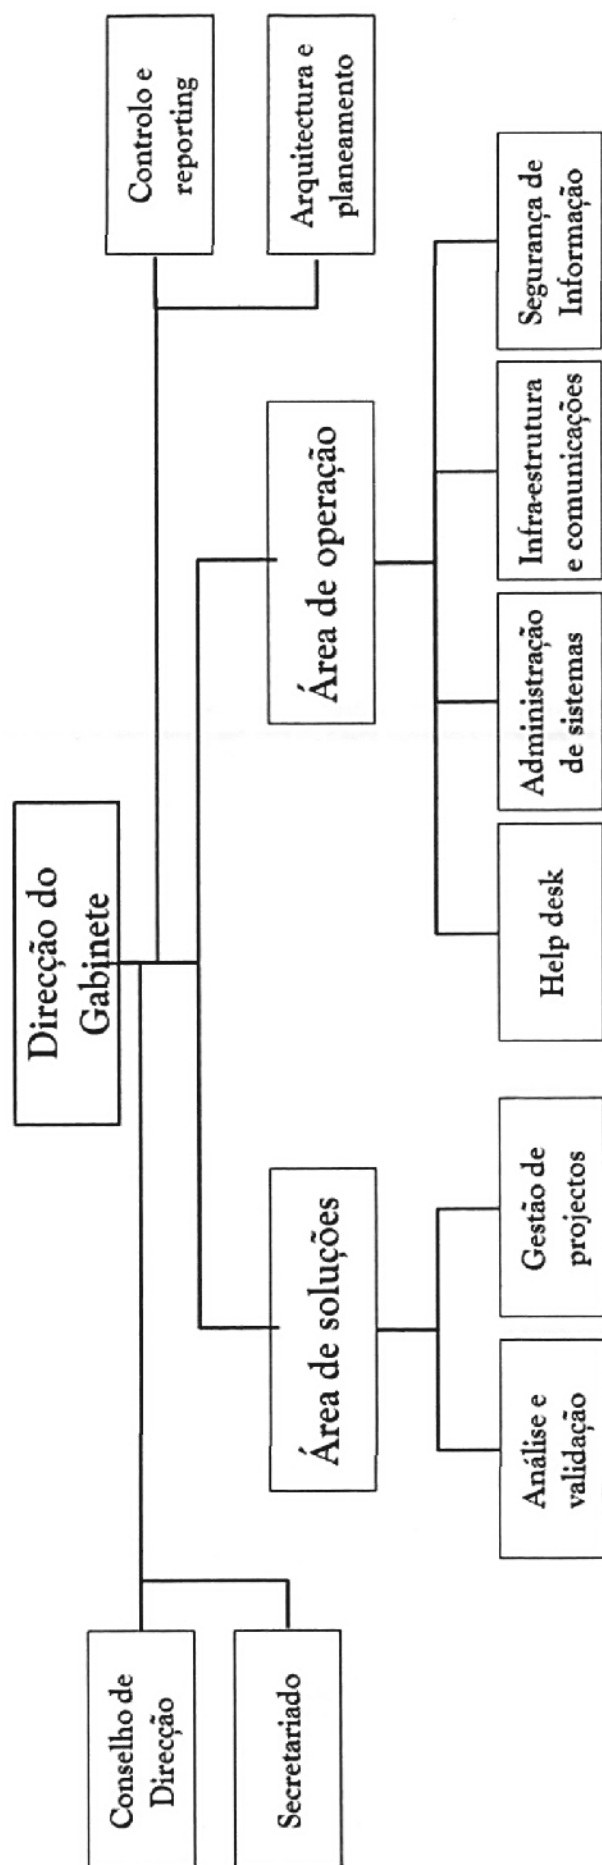 Direcção do
Gabinete
Conselho de
Direcção
Secretariado
Controlo e
reporting
Arquitectura e
planeamento
Área de soluções
Área de operação
Análise e
validação
Gestão de
projectos
Help desk
Administração
de sistemas
Infra-estrutura
e comunicações
Segurança de
Informação